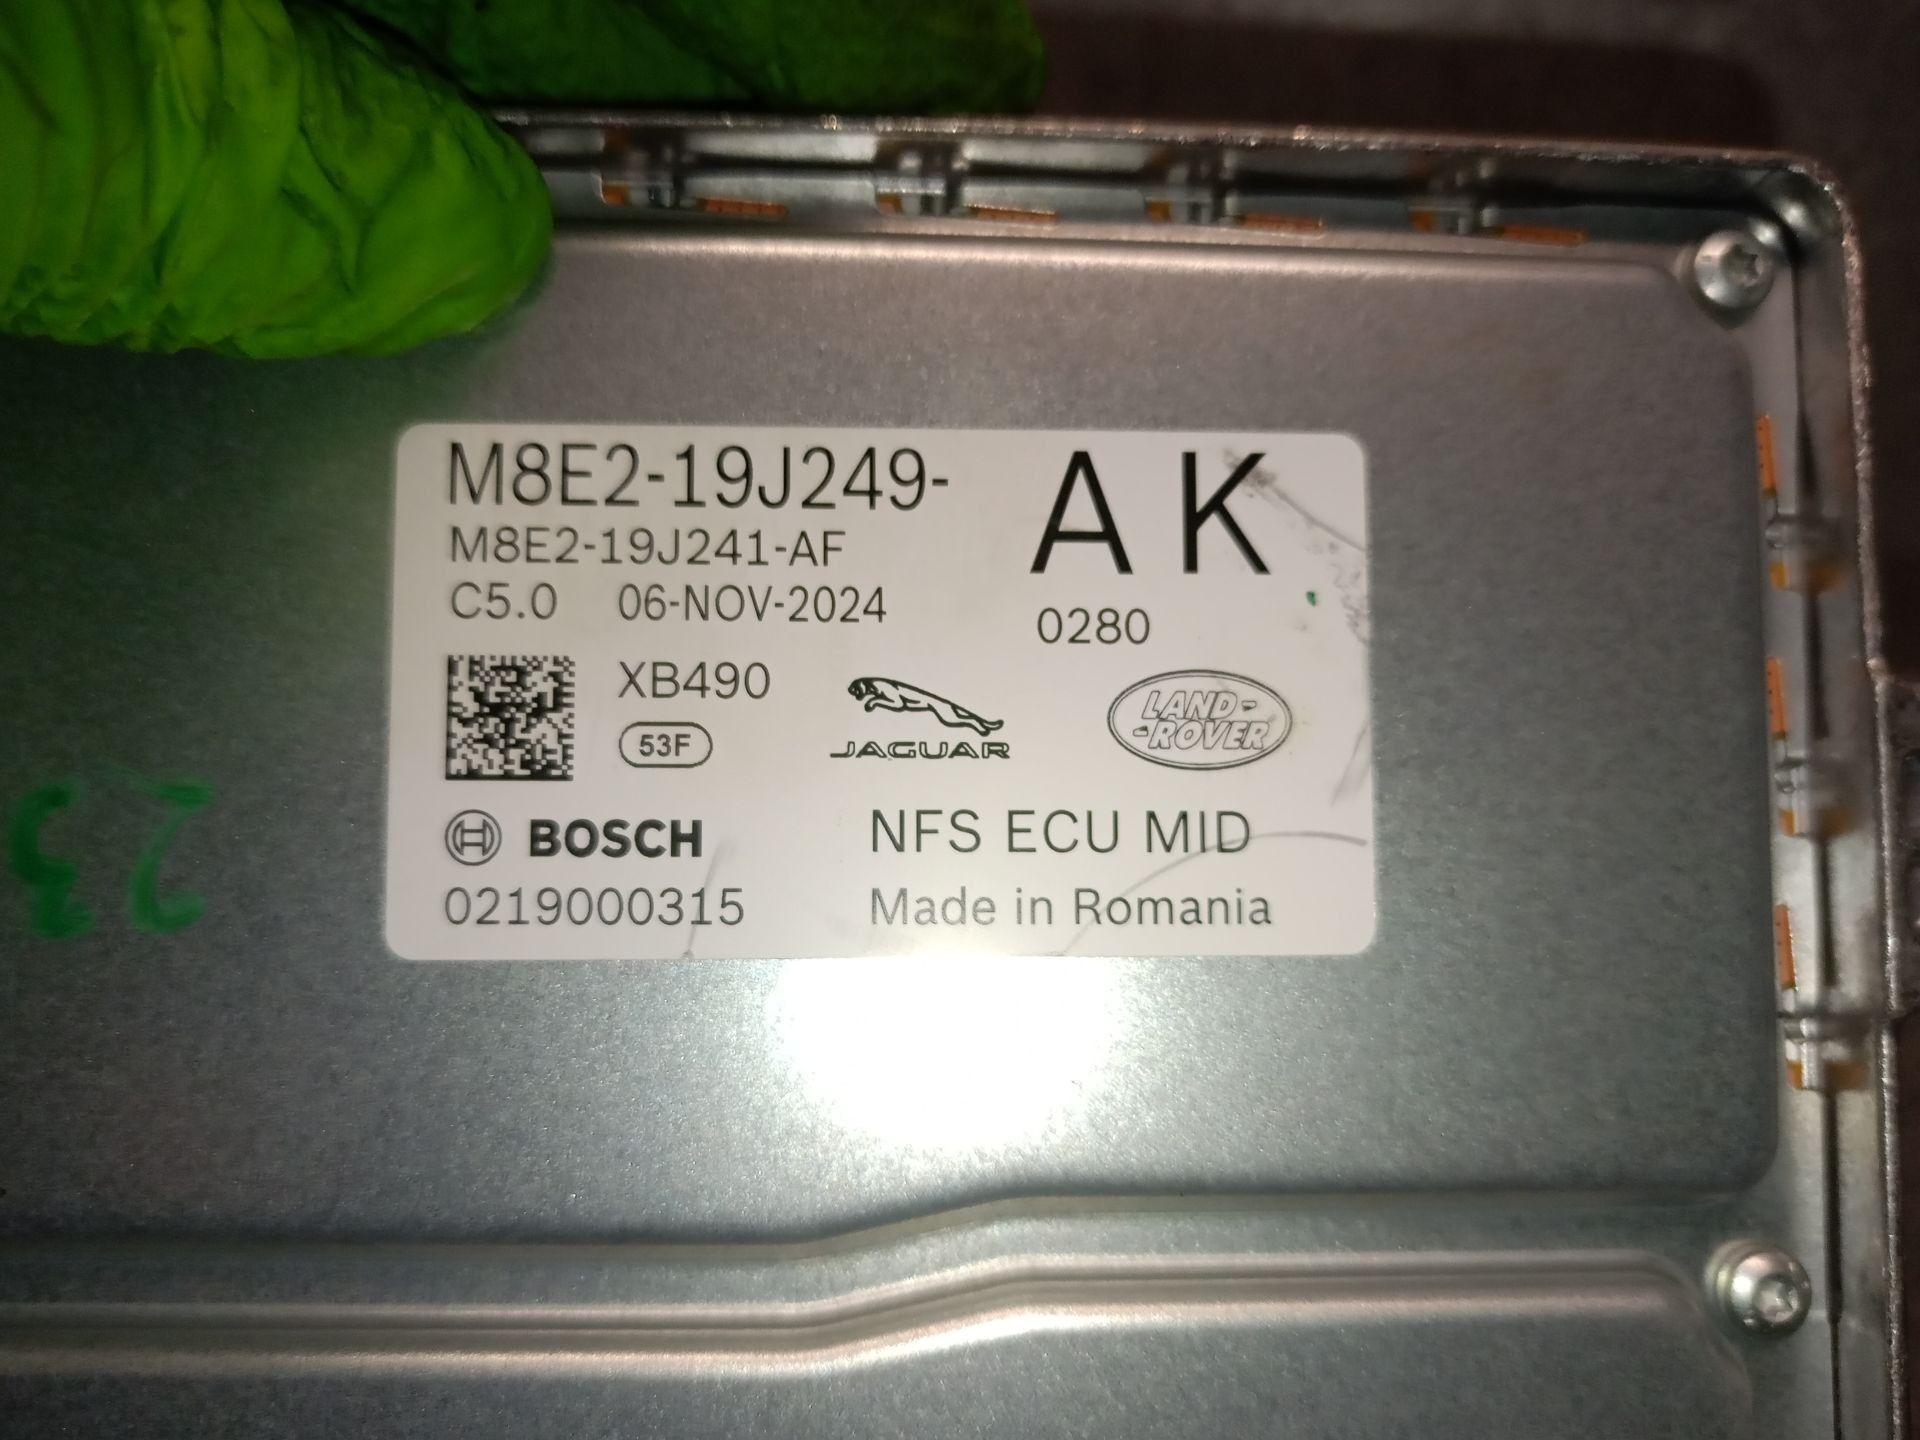 M8E2-19J249- AK
M8E2-19J241-AF
C5.0 06-NOV-2024 0280
XB490
53F
JAGUAR
LAND-
-ROVER
BOSCH NFS ECU MID
0219000315 Made in Romania
23